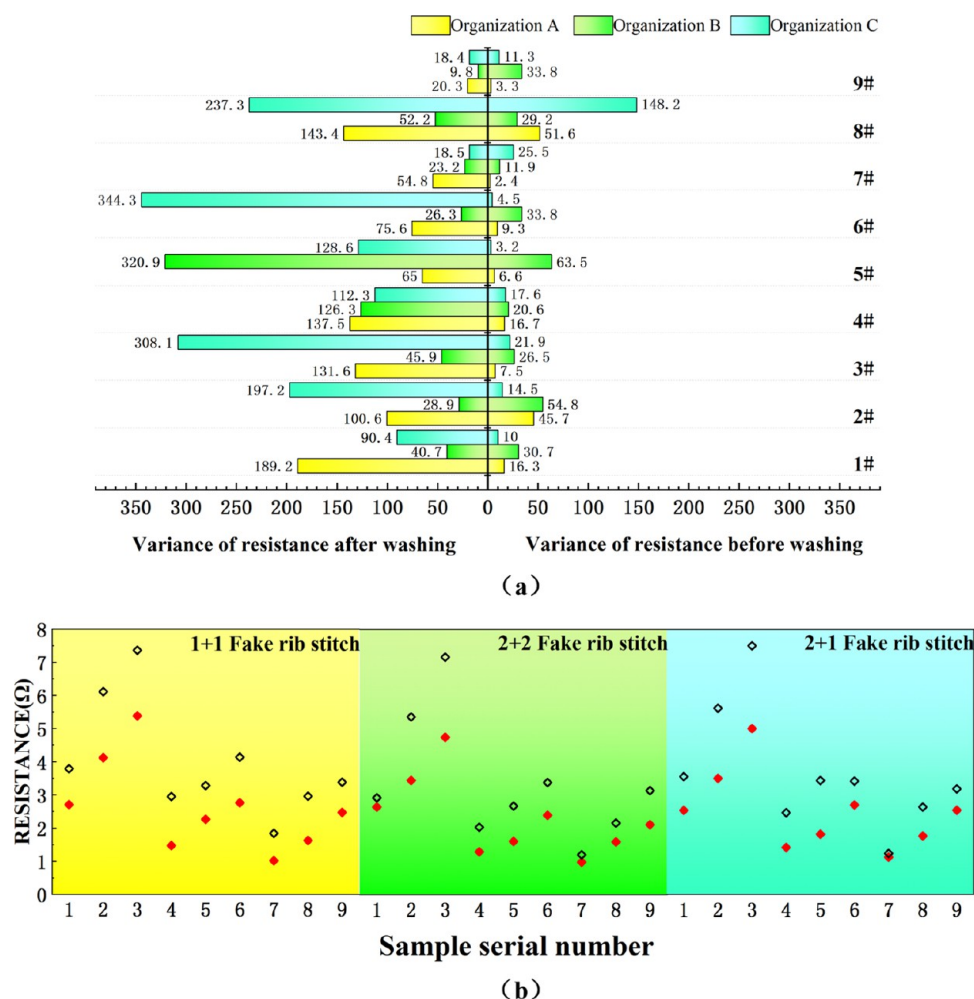 Organization A Organization B Organization C
18.4 11.3
9.8 33.8
20.3 3.3 9#
237.3 148.2
52.2 29.2
143.4 51.6 8#
18.5 25.5
23.2 11.9
54.8 2.4 7#
344.3 4.5
26.3 33.8
75.6 9.3 6#
128.6 3.2
320.9 63.5
65 6.6 5#
112.3 17.6
126.3 20.6
137.5 16.7 4#
308.1 21.9
45.9 26.5
131.6 7.5 3#
197.2 14.5
28.9 54.8
100.6 45.7 2#
90.4 10
40.7 30.7
189.2 16.3 1#
350 300 250 200 150 100 50 0 50 100 150 200 250 300 350
Variance of resistance after washing Variance of resistance before washing
(a)
1+1 Fake rib stitch 2+2 Fake rib stitch 2+1 Fake rib stitch
RESISTANCE(Ω)
8
7
6
5
4
3
2
1
0
1 2 3 4 5 6 7 8 9 1 2 3 4 5 6 7 8 9 1 2 3 4 5 6 7 8 9
Sample serial number
(b)